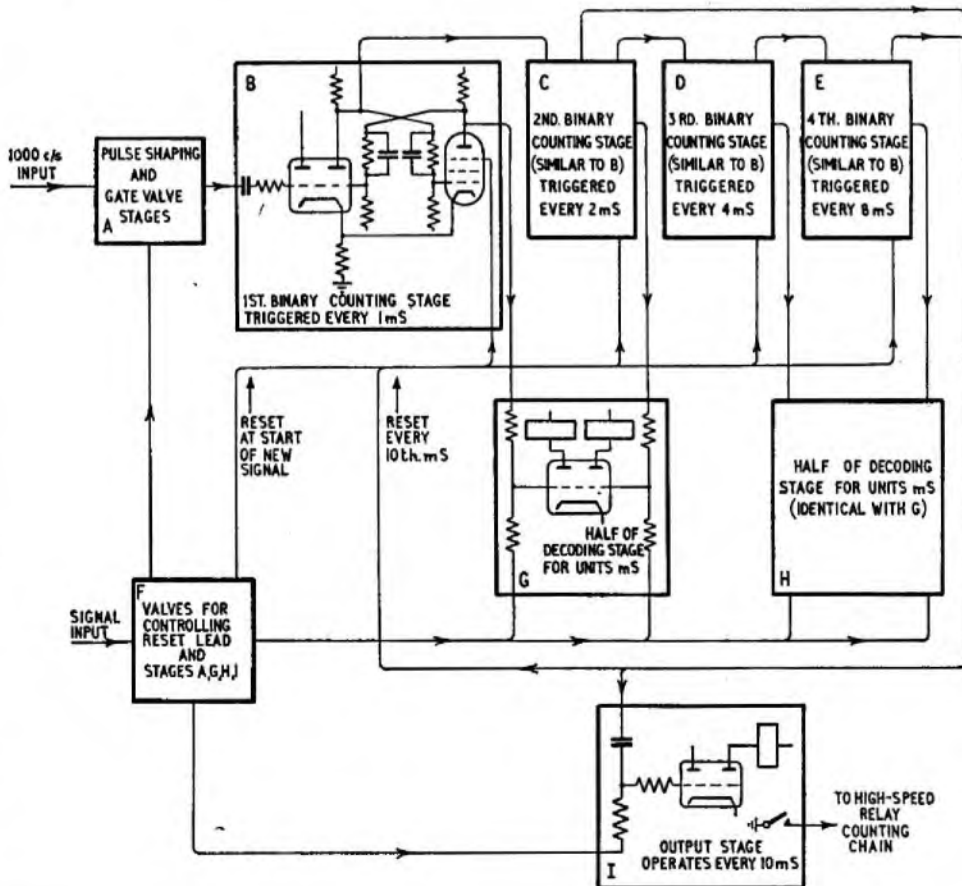 1000 c/s
INPUT
PULSE SHAPING
AND
GATE VALVE
STAGES
A
B
1ST. BINARY COUNTING STAGE
TRIGGERED EVERY 1mS
C
2ND. BINARY
COUNTING STAGE
(SIMILAR TO B)
TRIGGERED
EVERY 2mS
D
3RD. BINARY
COUNTING STAGE
(SIMILAR TO B)
TRIGGERED
EVERY 4mS
E
4TH. BINARY
COUNTING STAGE
(SIMILAR TO B)
TRIGGERED
EVERY 8mS
RESET
AT START
OF NEW
SIGNAL
RESET
EVERY
10th. mS
HALF OF
DECODING STAGE
FOR UNITS mS
G
HALF OF DECODING
STAGE FOR UNITS mS
(IDENTICAL WITH G)
H
SIGNAL
INPUT
F
VALVES FOR
CONTROLLING
RESET LEAD
AND
STAGES A,G,H,I
TO HIGH-SPEED
RELAY
COUNTING
CHAIN
OUTPUT STAGE
OPERATES EVERY 10mS
I